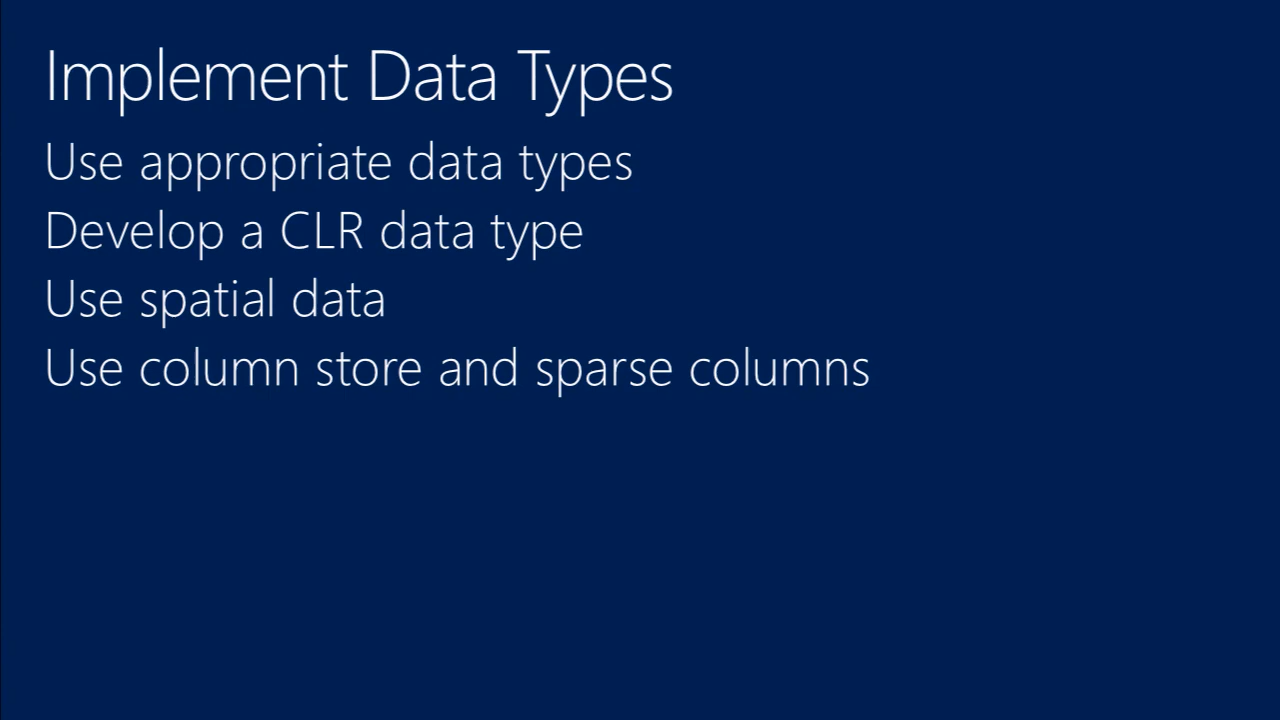 Implement Data Types
Use appropriate data types
Develop a CLR data type
Use spatial data
Use column store and sparse columns